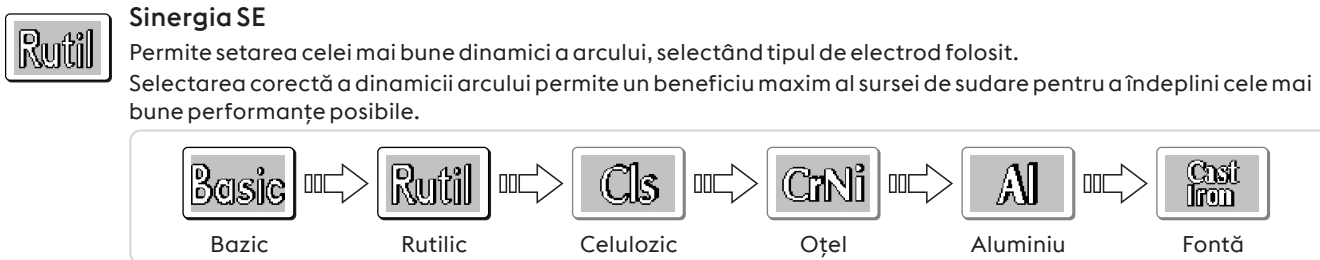 Rutil
Sinergia SE
Permite setarea celei mai bune dinamici a arcului, selectând tipul de electrod folosit.
Selectarea corectă a dinamicii arcului permite un beneficiu maxim al sursei de sudare pentru a îndeplini cele mai
bune performanțe posibile.
Basic Rutil Cls CrNi Al Cast Iron
Bazic Rutilic Celulozic Oțel Aluminiu Fontă